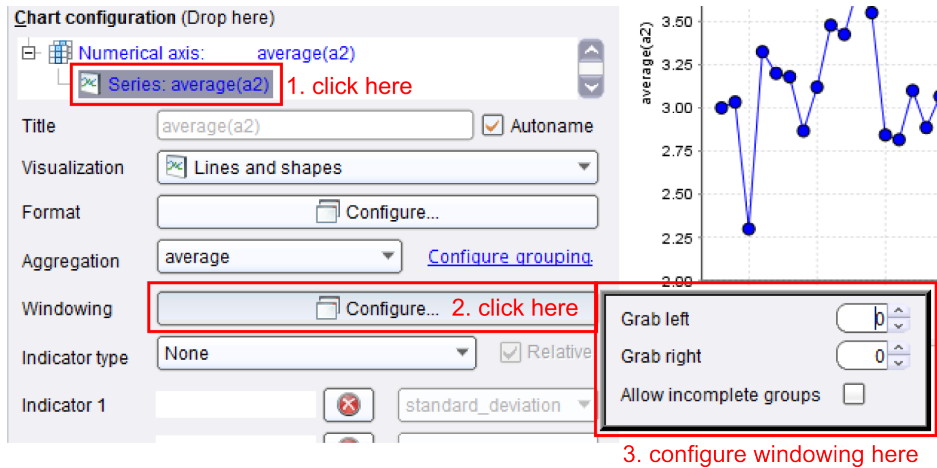 Chart configuration (Drop here)
Numerical axis: average(a2)
Series: average(a2) 1. click here
Title average(a2) Autoname
Visualization Lines and shapes
Format Configure...
Aggregation average Configure grouping.
Windowing Configure... 2. click here
Indicator type None Relative
Indicator 1 standard_deviation
average(a2)
3.50
3.25
3.00
2.75
2.50
2.25
2.00
Grab left 0
Grab right 0
Allow incomplete groups
3. configure windowing here